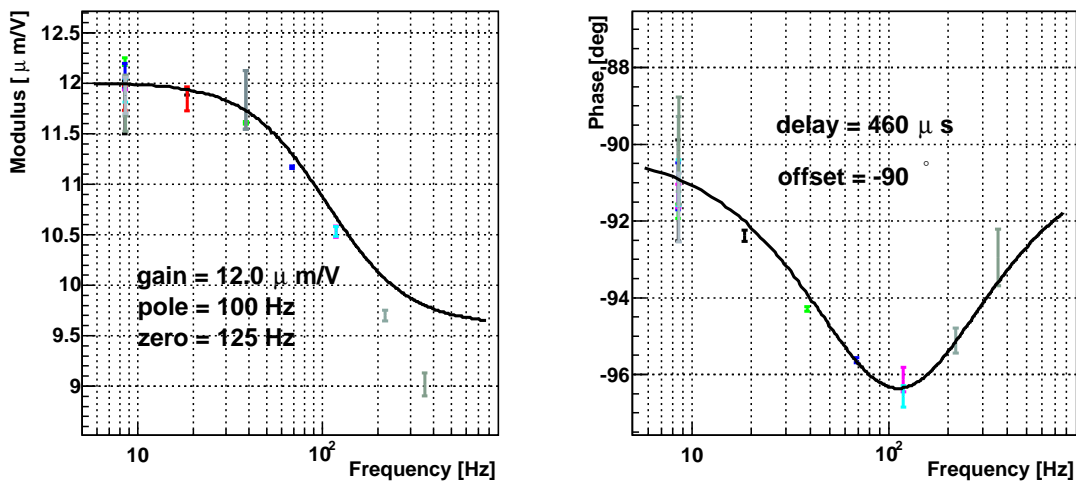 Modulus [ μ m/V]
12.5
12
11.5
11
10.5
10
9.5
9
gain = 12.0 μ m/V
pole = 100 Hz
zero = 125 Hz
10
10²
Frequency [Hz]
Phase [deg]
-88
-90
-92
-94
-96
delay = 460 μ s
offset = -90 °
10
10²
Frequency [Hz]